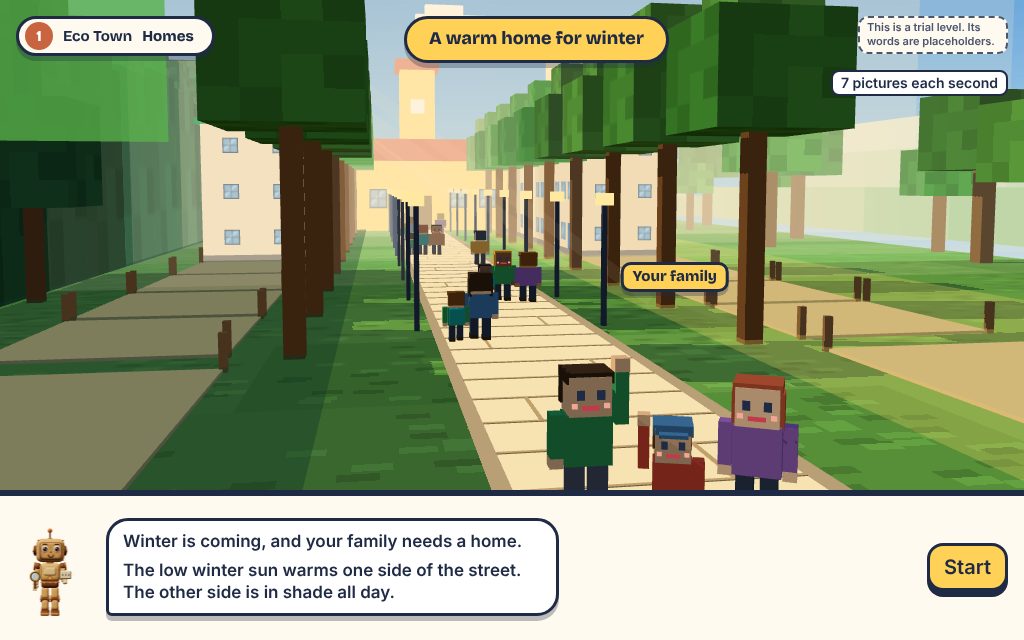 1 Eco Town Homes
A warm home for winter
This is a trial level. Its
words are placeholders.
7 pictures each second
Your family
Winter is coming, and your family needs a home.
The low winter sun warms one side of the street.
The other side is in shade all day.
Start